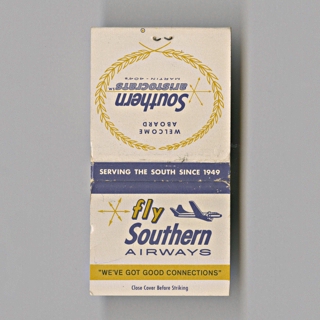 WELCOME
ABOARD
Southern
aristocrats
MARTIN-404S
SERVING THE SOUTH SINCE 1949
fly
Southern
AIRWAYS
"WE'VE GOT GOOD CONNECTIONS"
Close Cover Before Striking